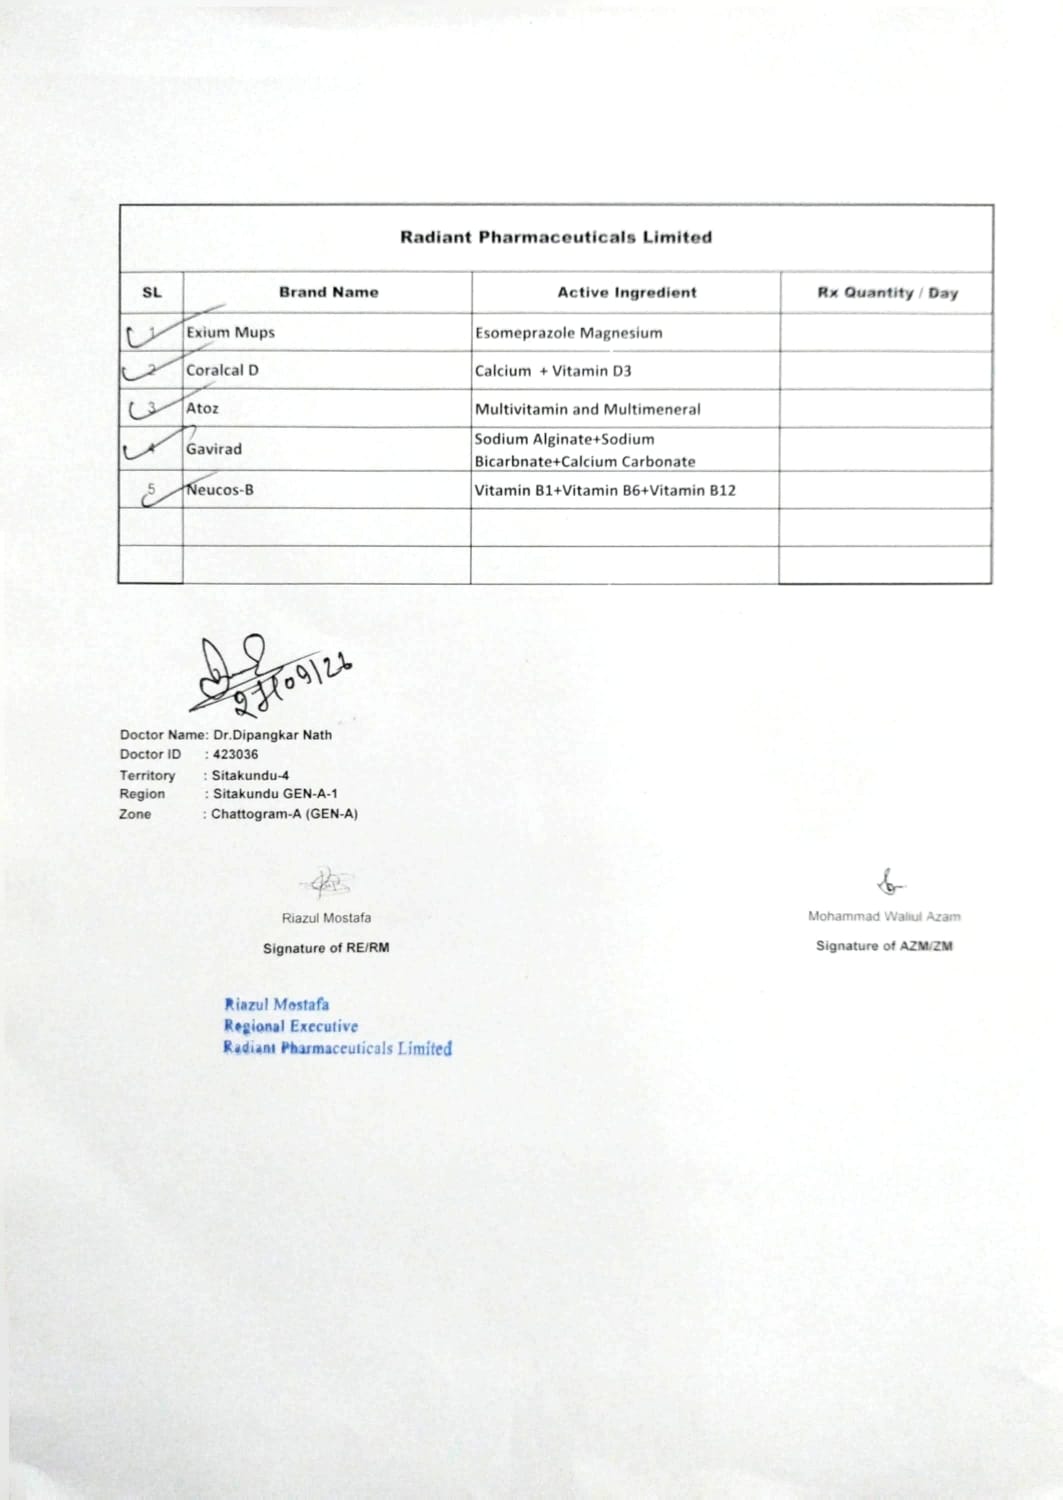 Radiant Pharmaceuticals Limited
SL Brand Name Active Ingredient Rx Quantity / Day
1 Exium Mups Esomeprazole Magnesium
2 Coralcal D Calcium + Vitamin D3
3 Atoz Multivitamin and Multimeneral
4 Gavirad Sodium Alginate+Sodium
Bicarbnate+Calcium Carbonate
5 Neucos-B Vitamin B1+Vitamin B6+Vitamin B12
Doctor Name: Dr.Dipangkar Nath
Doctor ID : 423036
Territory : Sitakundu-4
Region : Sitakundu GEN-A-1
Zone : Chattogram-A (GEN-A)
Riazul Mostafa Mohammad Waliul Azam
Signature of RE/RM Signature of AZM/ZM
Riazul Mostafa
Regional Executive
Radiant Pharmaceuticals Limited